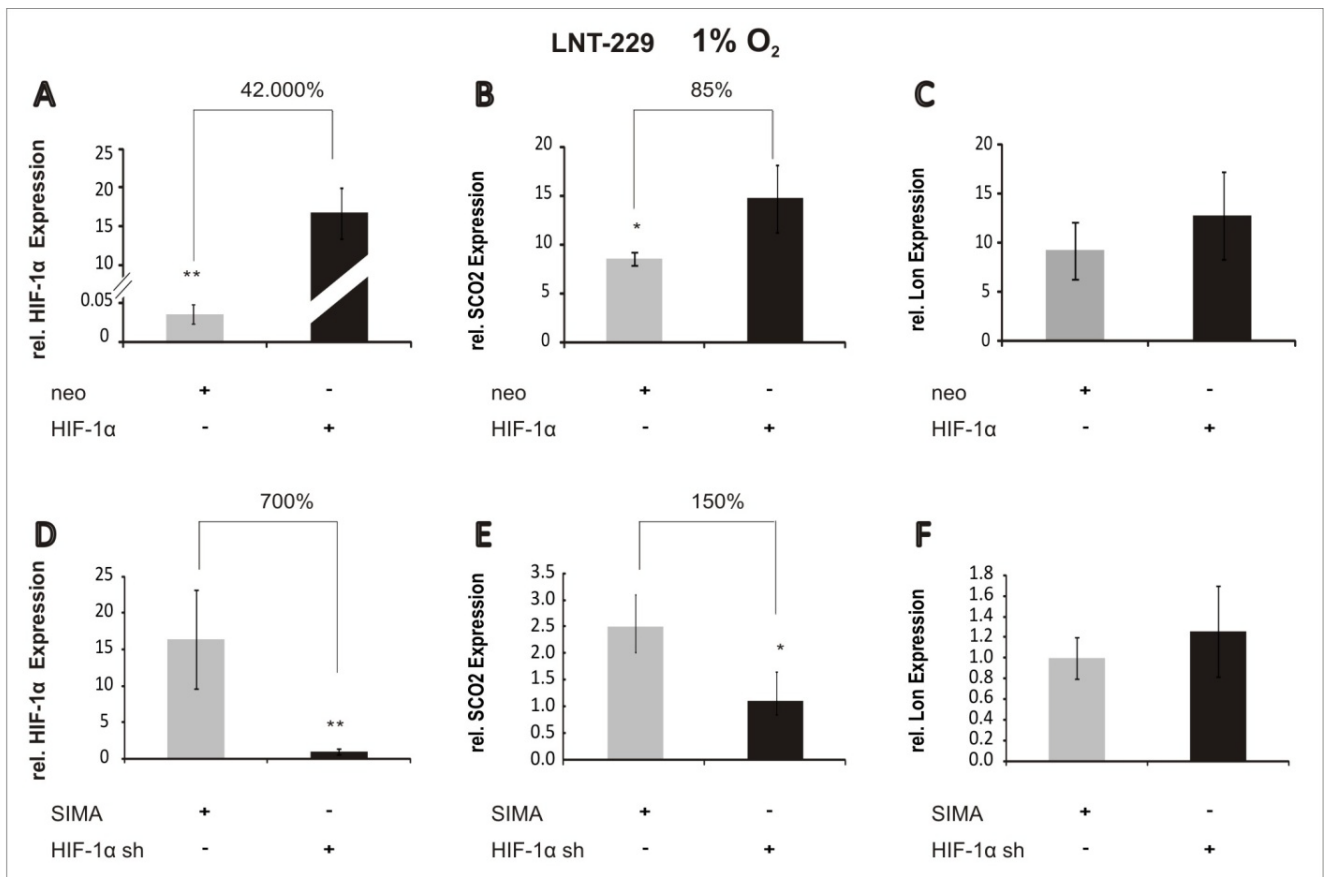 LNT-229 1% O₂
A 42.000%
rel. HIF-1α Expression
25
20
15
10
0.05
0
**
neo + -
HIF-1α - +
B 85%
rel. SCO2 Expression
20
15
10
5
0
*
neo + -
HIF-1α - +
C
rel. Lon Expression
20
15
10
5
0
neo + -
HIF-1α - +
D 700%
rel. HIF-1α Expression
25
20
15
10
5
0
**
SIMA + -
HIF-1α sh - +
E 150%
rel. SCO2 Expression
3.5
3.0
2.5
2.0
1.5
1.0
0.5
0.0
*
SIMA + -
HIF-1α sh - +
F
rel. Lon Expression
1.8
1.6
1.4
1.2
1.0
0.8
0.6
0.4
0.2
0.0
SIMA + -
HIF-1α sh - +